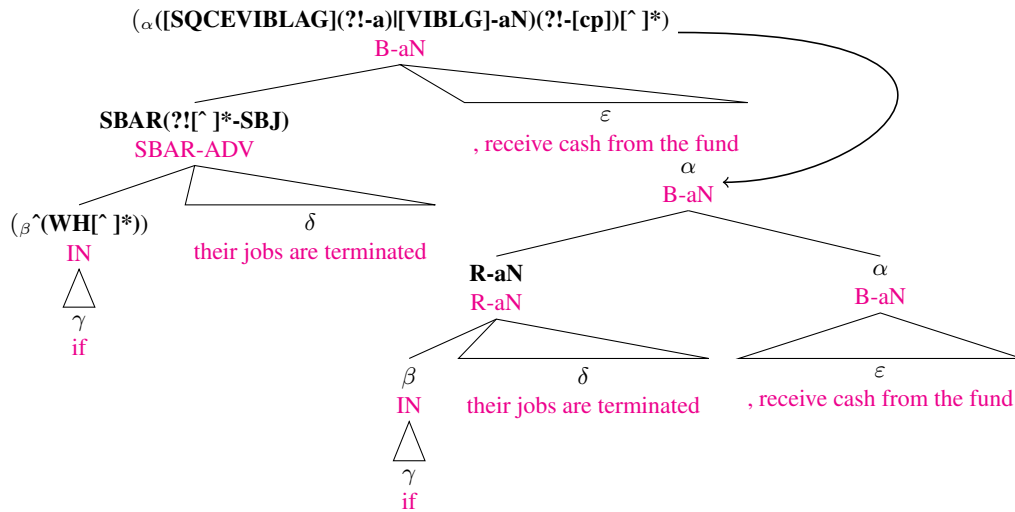 (α([SQCEVIBLAG](?!-a)|[VIBLG]-aN)(?!-[cp])[ˆ ]*)
B-aN
SBAR(?![ˆ ]*-SBJ)
SBAR-ADV
ε
, receive cash from the fund
(βˆ(WH[ˆ ]*))
IN
δ
their jobs are terminated
γ
if
α
B-aN
R-aN
R-aN
α
B-aN
β
IN
δ
their jobs are terminated
ε
, receive cash from the fund
γ
if